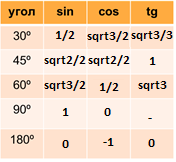 угол sin cos tg
30º 1/2 sqrt3/2 sqrt3/3
45º sqrt2/2 sqrt2/2 1
60º sqrt3/2 1/2 sqrt3
90º 1 0 -
180º 0 -1 0